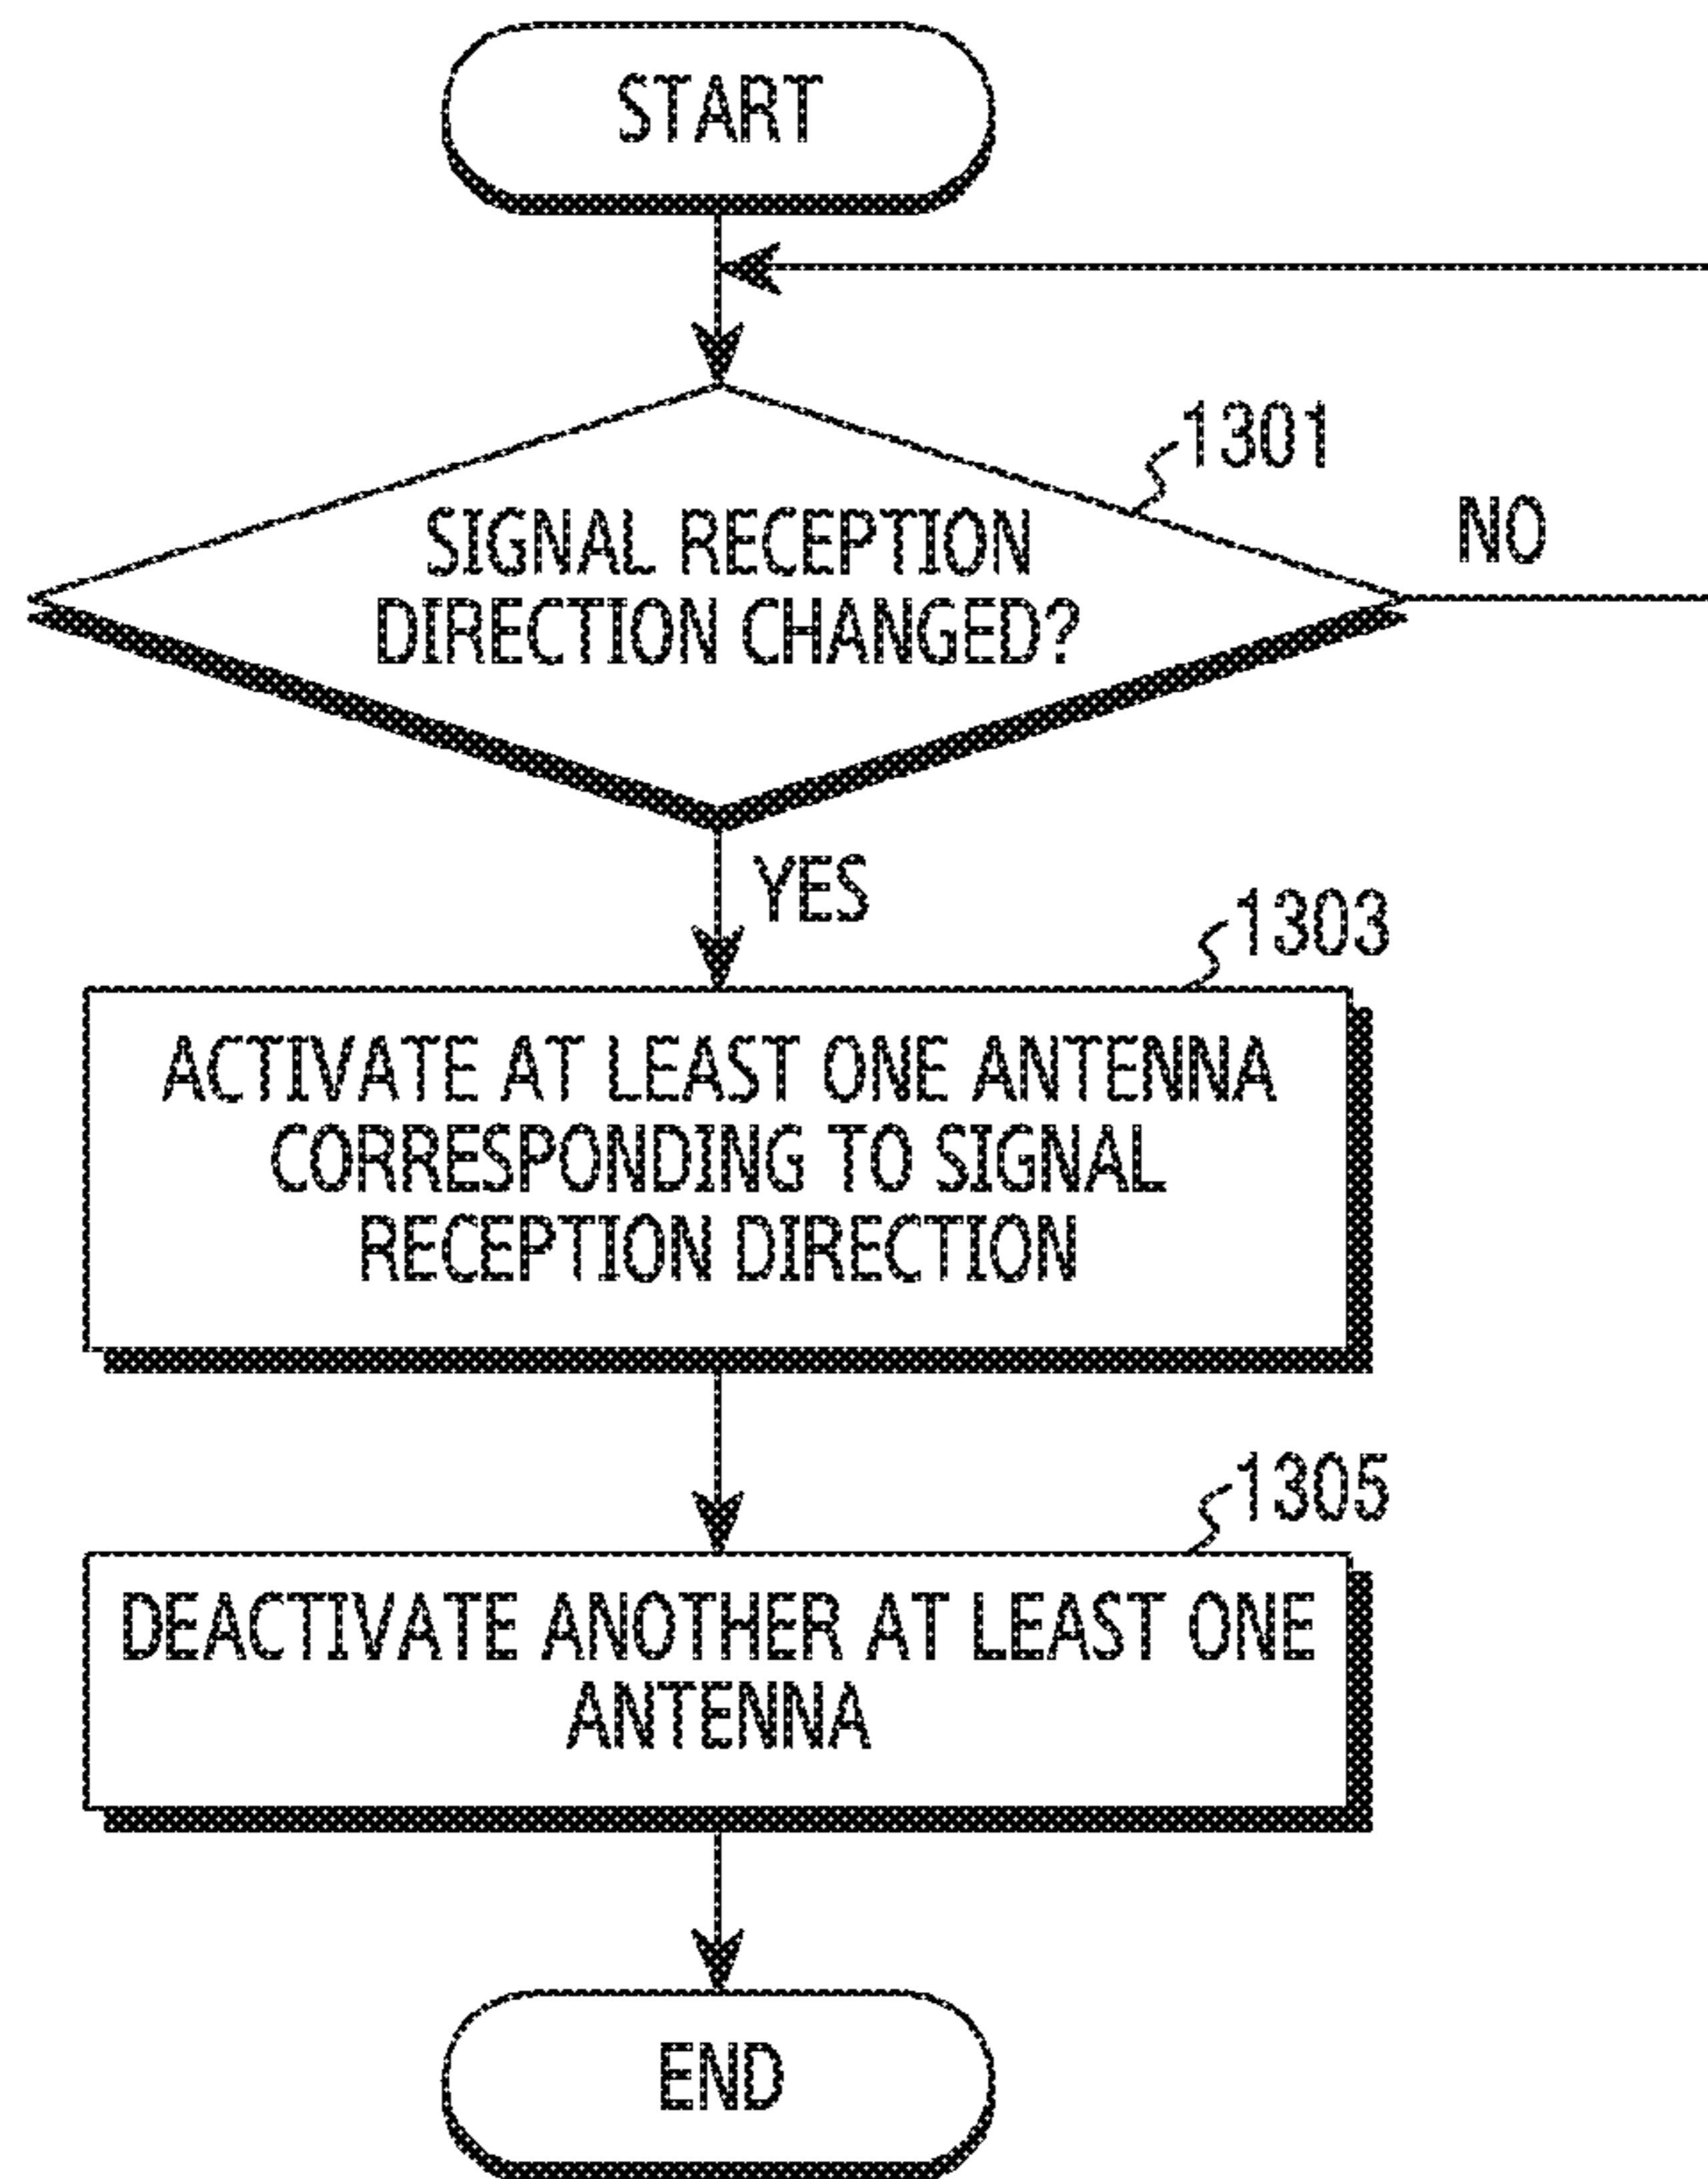 START
1301
SIGNAL RECEPTION
DIRECTION CHANGED?
NO
YES
1303
ACTIVATE AT LEAST ONE ANTENNA
CORRESPONDING TO SIGNAL
RECEPTION DIRECTION
1305
DEACTIVATE ANOTHER AT LEAST ONE
ANTENNA
END